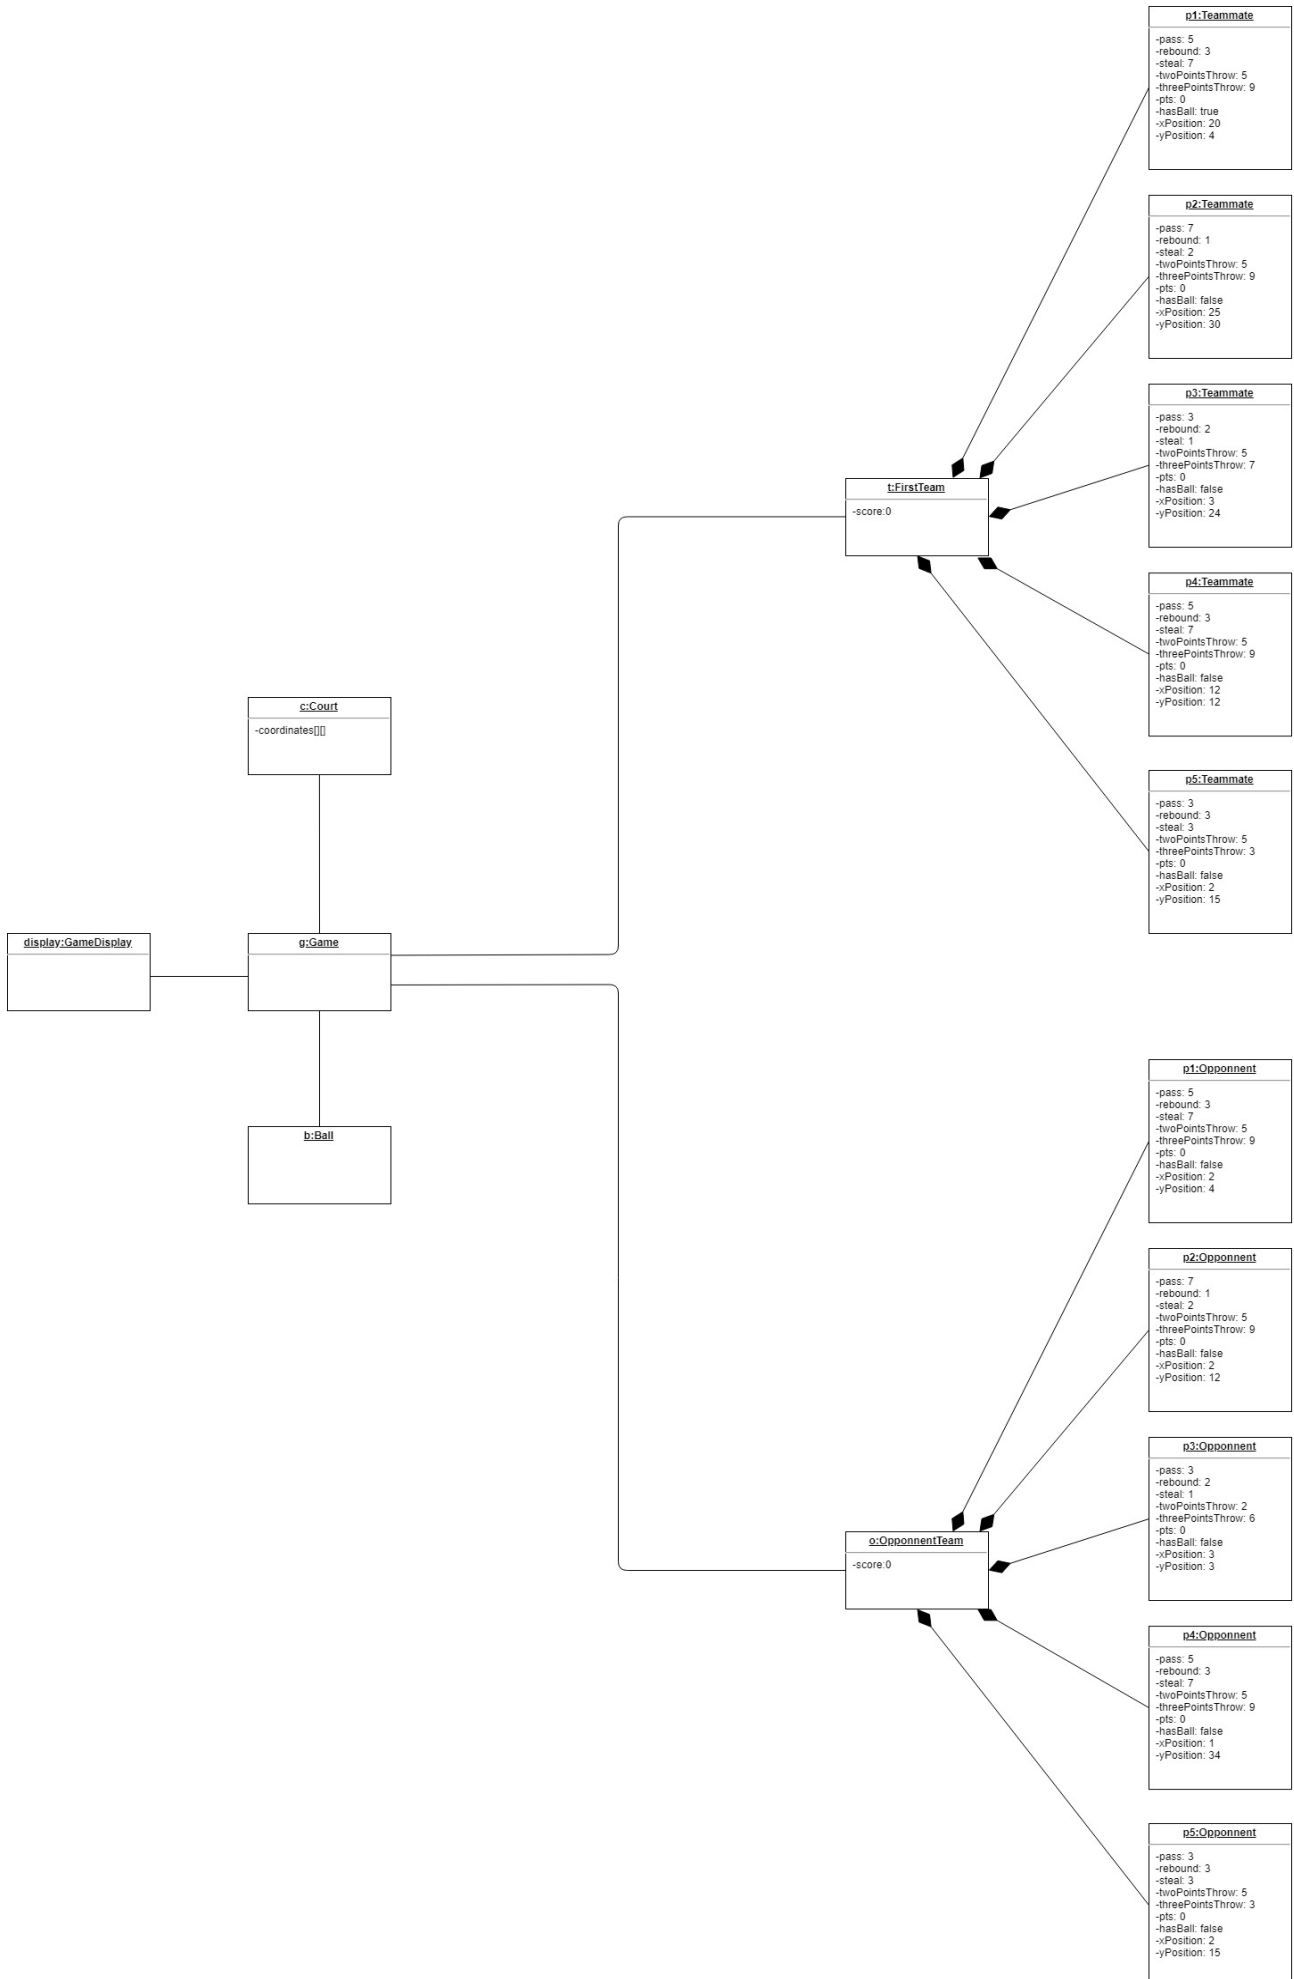 p1:Teammate
-pass: 5
-rebound: 3
-steal: 7
-twoPointsThrow: 5
-threePointsThrow: 9
-pts: 0
-hasBall: true
-xPosition: 20
-yPosition: 4
p2:Teammate
-pass: 7
-rebound: 1
-steal: 2
-twoPointsThrow: 5
-threePointsThrow: 9
-pts: 0
-hasBall: false
-xPosition: 25
-yPosition: 30
p3:Teammate
-pass: 3
-rebound: 2
-steal: 1
-twoPointsThrow: 5
-threePointsThrow: 7
-pts: 0
-hasBall: false
-xPosition: 3
-yPosition: 24
t:FirstTeam
-score:0
p4:Teammate
-pass: 5
-rebound: 3
-steal: 7
-twoPointsThrow: 5
-threePointsThrow: 9
-pts: 0
-hasBall: false
-xPosition: 12
-yPosition: 12
c:Court
-coordinates[][]
p5:Teammate
-pass: 3
-rebound: 3
-steal: 3
-twoPointsThrow: 5
-threePointsThrow: 3
-pts: 0
-hasBall: false
-xPosition: 2
-yPosition: 15
display:GameDisplay
g:Game
b:Ball
p1:Opponnent
-pass: 5
-rebound: 3
-steal: 7
-twoPointsThrow: 5
-threePointsThrow: 9
-pts: 0
-hasBall: false
-xPosition: 2
-yPosition: 4
p2:Opponnent
-pass: 7
-rebound: 1
-steal: 2
-twoPointsThrow: 5
-threePointsThrow: 9
-pts: 0
-hasBall: false
-xPosition: 2
-yPosition: 12
p3:Opponnent
-pass: 3
-rebound: 2
-steal: 1
-twoPointsThrow: 2
-threePointsThrow: 6
-pts: 0
-hasBall: false
-xPosition: 3
-yPosition: 3
o:OpponnentTeam
-score:0
p4:Opponnent
-pass: 5
-rebound: 3
-steal: 7
-twoPointsThrow: 5
-threePointsThrow: 9
-pts: 0
-hasBall: false
-xPosition: 1
-yPosition: 34
p5:Opponnent
-pass: 3
-rebound: 3
-steal: 3
-twoPointsThrow: 5
-threePointsThrow: 3
-pts: 0
-hasBall: false
-xPosition: 2
-yPosition: 15